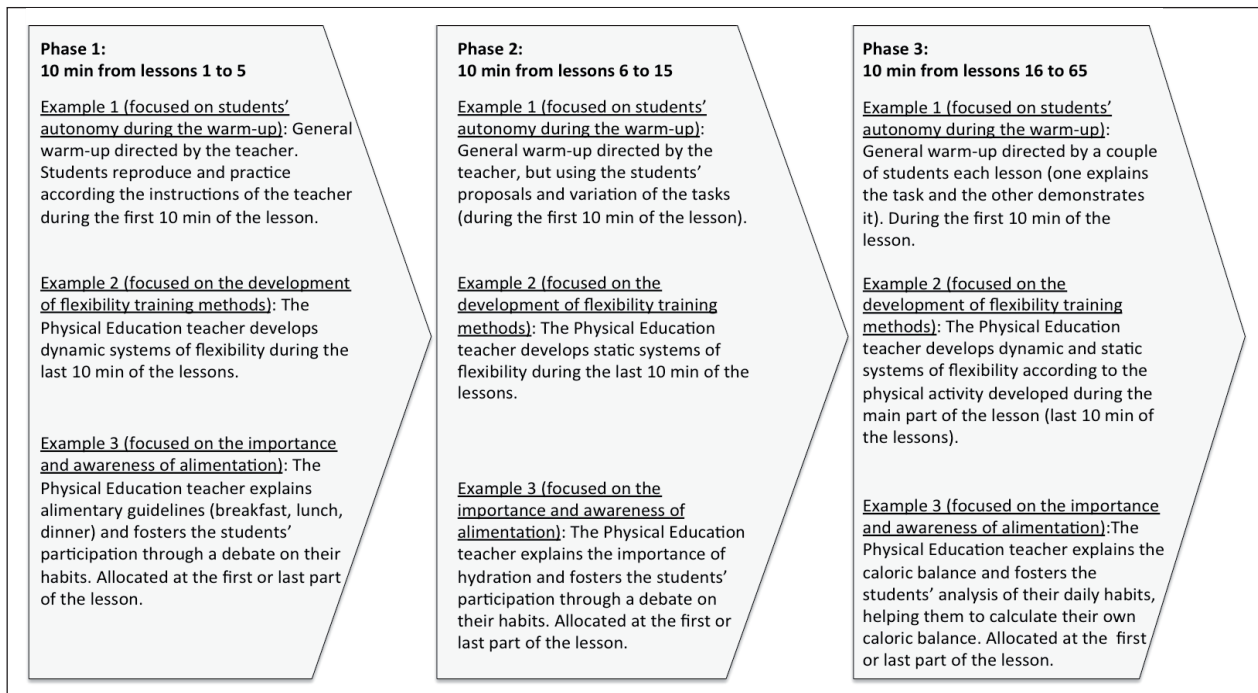 Phase 1:
10 min from lessons 1 to 5
Example 1 (focused on students’
autonomy during the warm-up): General
warm-up directed by the teacher.
Students reproduce and practice
according the instructions of the teacher
during the first 10 min of the lesson.
Example 2 (focused on the development
of flexibility training methods): The
Physical Education teacher develops
dynamic systems of flexibility during the
last 10 min of the lessons.
Example 3 (focused on the importance
and awareness of alimentation): The
Physical Education teacher explains
alimentary guidelines (breakfast, lunch,
dinner) and fosters the students’
participation through a debate on their
habits. Allocated at the first or last part
of the lesson.
Phase 2:
10 min from lessons 6 to 15
Example 1 (focused on students’
autonomy during the warm-up):
General warm-up directed by the
teacher, but using the students’
proposals and variation of the tasks
(during the first 10 min of the lesson).
Example 2 (focused on the
development of flexibility training
methods): The Physical Education
teacher develops static systems of
flexibility during the last 10 min of the
lessons.
Example 3 (focused on the
importance and awareness of
alimentation): The Physical Education
teacher explains the importance of
hydration and fosters the students’
participation through a debate on
their habits. Allocated at the first or
last part of the lesson.
Phase 3:
10 min from lessons 16 to 65
Example 1 (focused on students’
autonomy during the warm-up):
General warm-up directed by a couple
of students each lesson (one explains
the task and the other demonstrates
it). During the first 10 min of the
lesson.
Example 2 (focused on the
development of flexibility training
methods): The Physical Education
teacher develops dynamic and static
systems of flexibility according to the
physical activity developed during the
main part of the lesson (last 10 min of
the lessons).
Example 3 (focused on the importance
and awareness of alimentation):The
Physical Education teacher explains the
caloric balance and fosters the
students’ analysis of their daily habits,
helping them to calculate their own
caloric balance. Allocated at the first
or last part of the lesson.